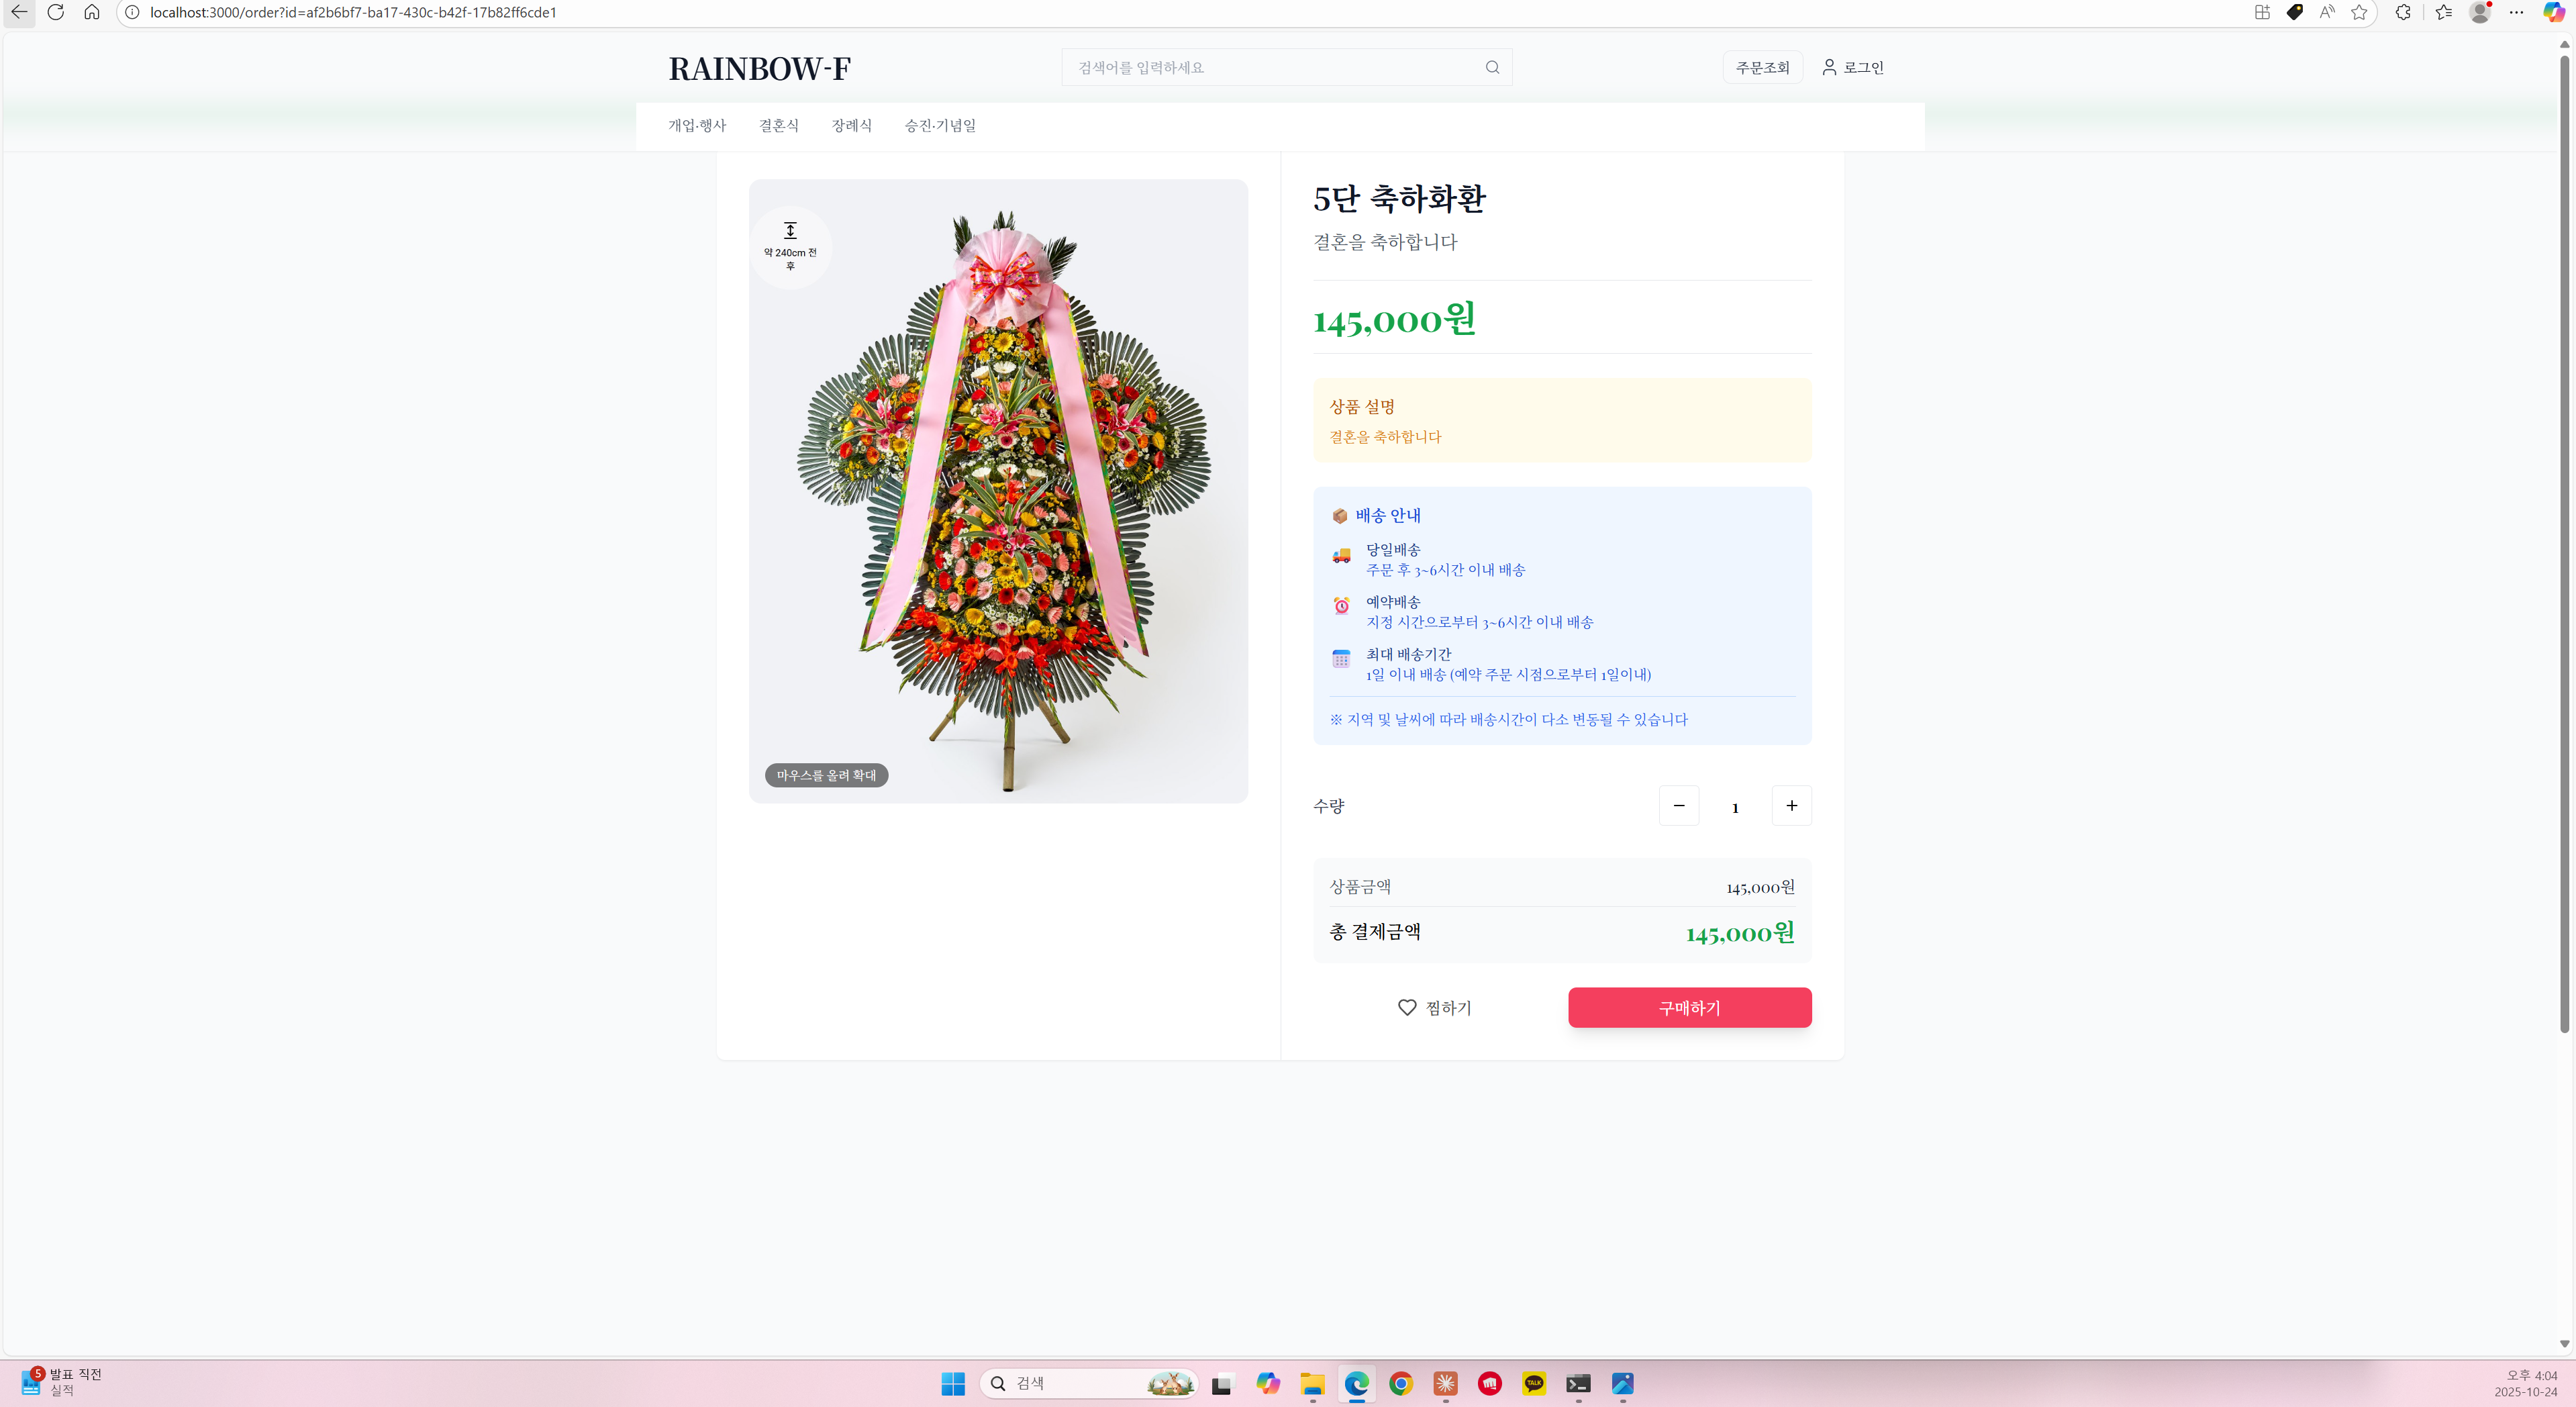 localhost:3000/order?id=af2b6bf7-ba17-430c-b42f-17b82ff6cde1
RAINBOW-F
검색어를 입력하세요
주문조회
로그인
개업·행사
결혼식
장례식
승진·기념일
약 240cm 전
후
마우스를 올려 확대
5단 축하화환
결혼을 축하합니다
145,000원
상품 설명
결혼을 축하합니다
배송 안내
당일배송
주문 후 3~6시간 이내 배송
예약배송
지정 시간으로부터 3~6시간 이내 배송
최대 배송기간
1일 이내 배송 (예약 주문 시점으로부터 1일이내)
※ 지역 및 날씨에 따라 배송시간이 다소 변동될 수 있습니다
수량
1
상품금액
145,000원
총 결제금액
145,000원
찜하기
구매하기
5
발표 직전
실적
검색
TALK
오후 4:04
2025-10-24